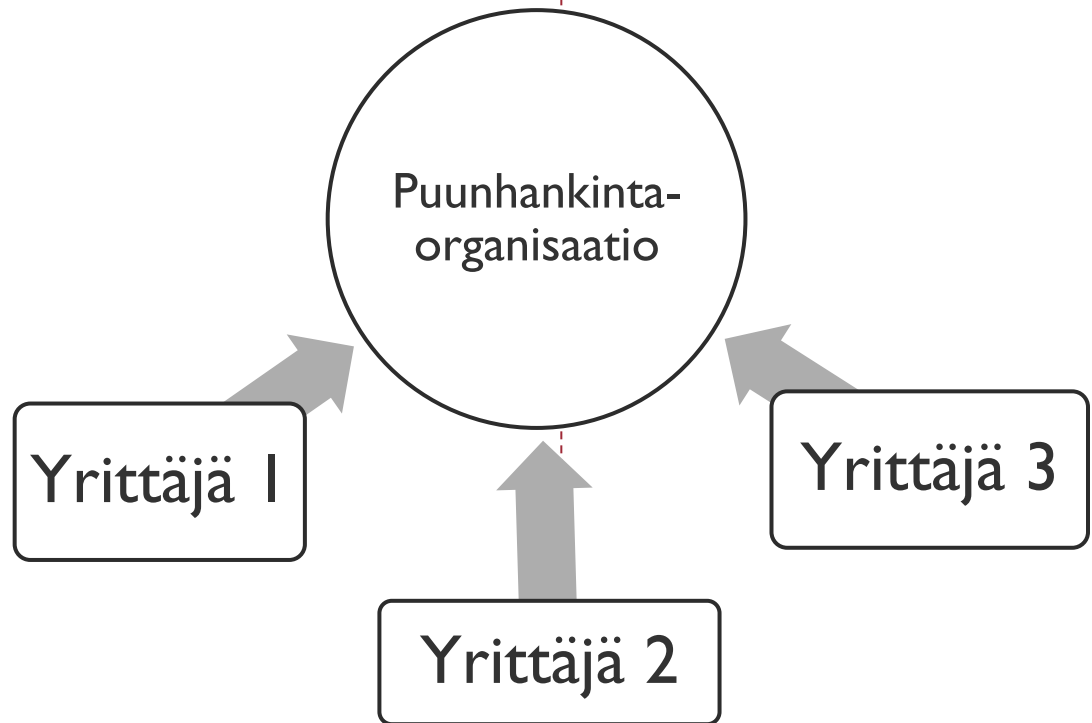 Puunhankinta-
organisaatio
Yrittäjä 1
Yrittäjä 3
Yrittäjä 2